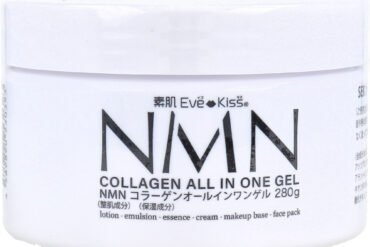 素肌 Eve Kiss®
NMN
COLLAGEN ALL IN ONE GEL
NMN コラーゲンオールインワンゲル 280g
(整肌成分) (保湿成分)
lotion · emulsion · essence · cream · makeup base · face pack